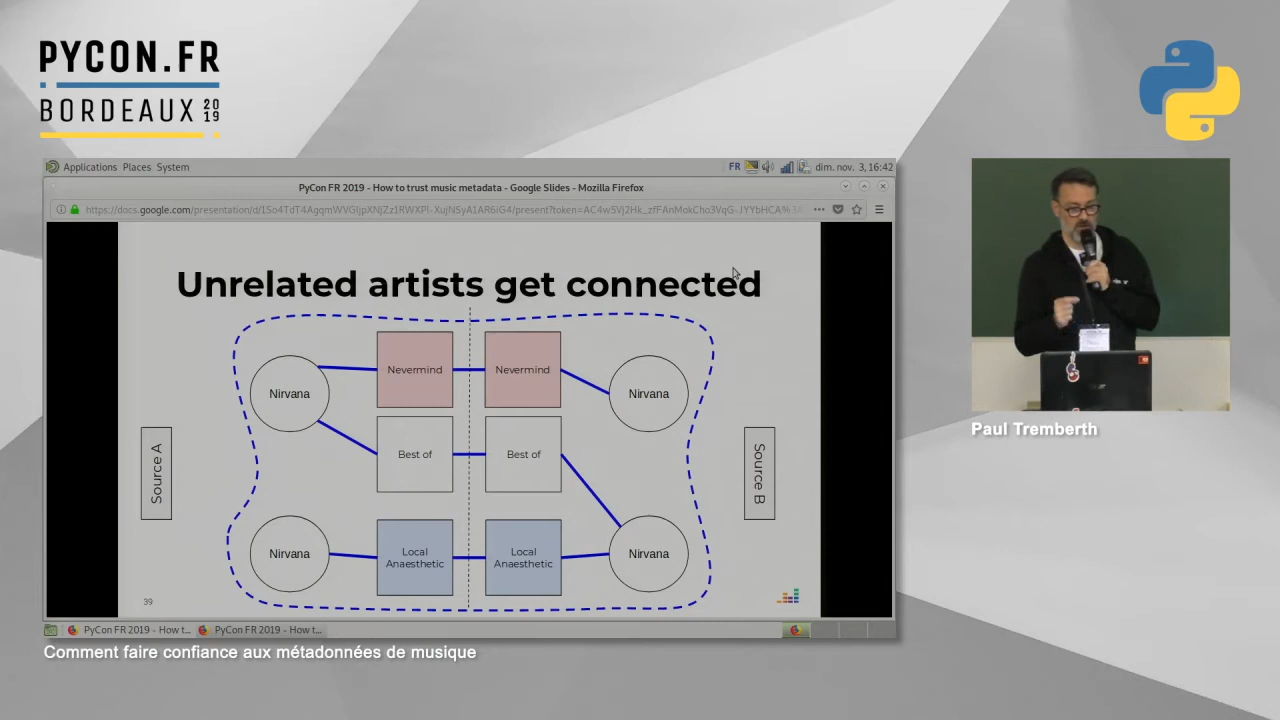 PYCON.FR
BORDEAUX 2019
Applications Places System
FR
dim. nov. 3, 16:42
PyCon FR 2019 - How to trust music metadata - Google Slides - Mozilla Firefox
Unrelated artists get connected
Nirvana
Nevermind
Nevermind
Nirvana
Source A
Best of
Best of
Source B
Nirvana
Local
Anaesthetic
Local
Anaesthetic
Nirvana
39
PyCon FR 2019 - How t...
PyCon FR 2019 - How t...
Paul Tremberth
Comment faire confiance aux métadonnées de musique